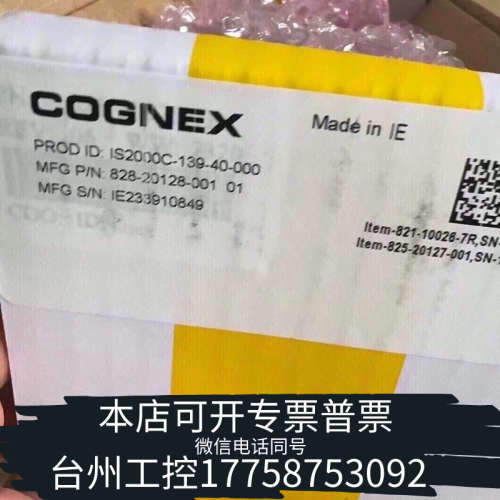 COGNEX
Made in IE
PROD ID: IS2000C-139-40-000
MFG P/N: 828-20128-001 01
MFG S/N: IE233910849
Item-821-10026-7R,SN-
Item-825-20127-001,SN-1
本店可开专票普票
微信电话同号
台州工控17758753092